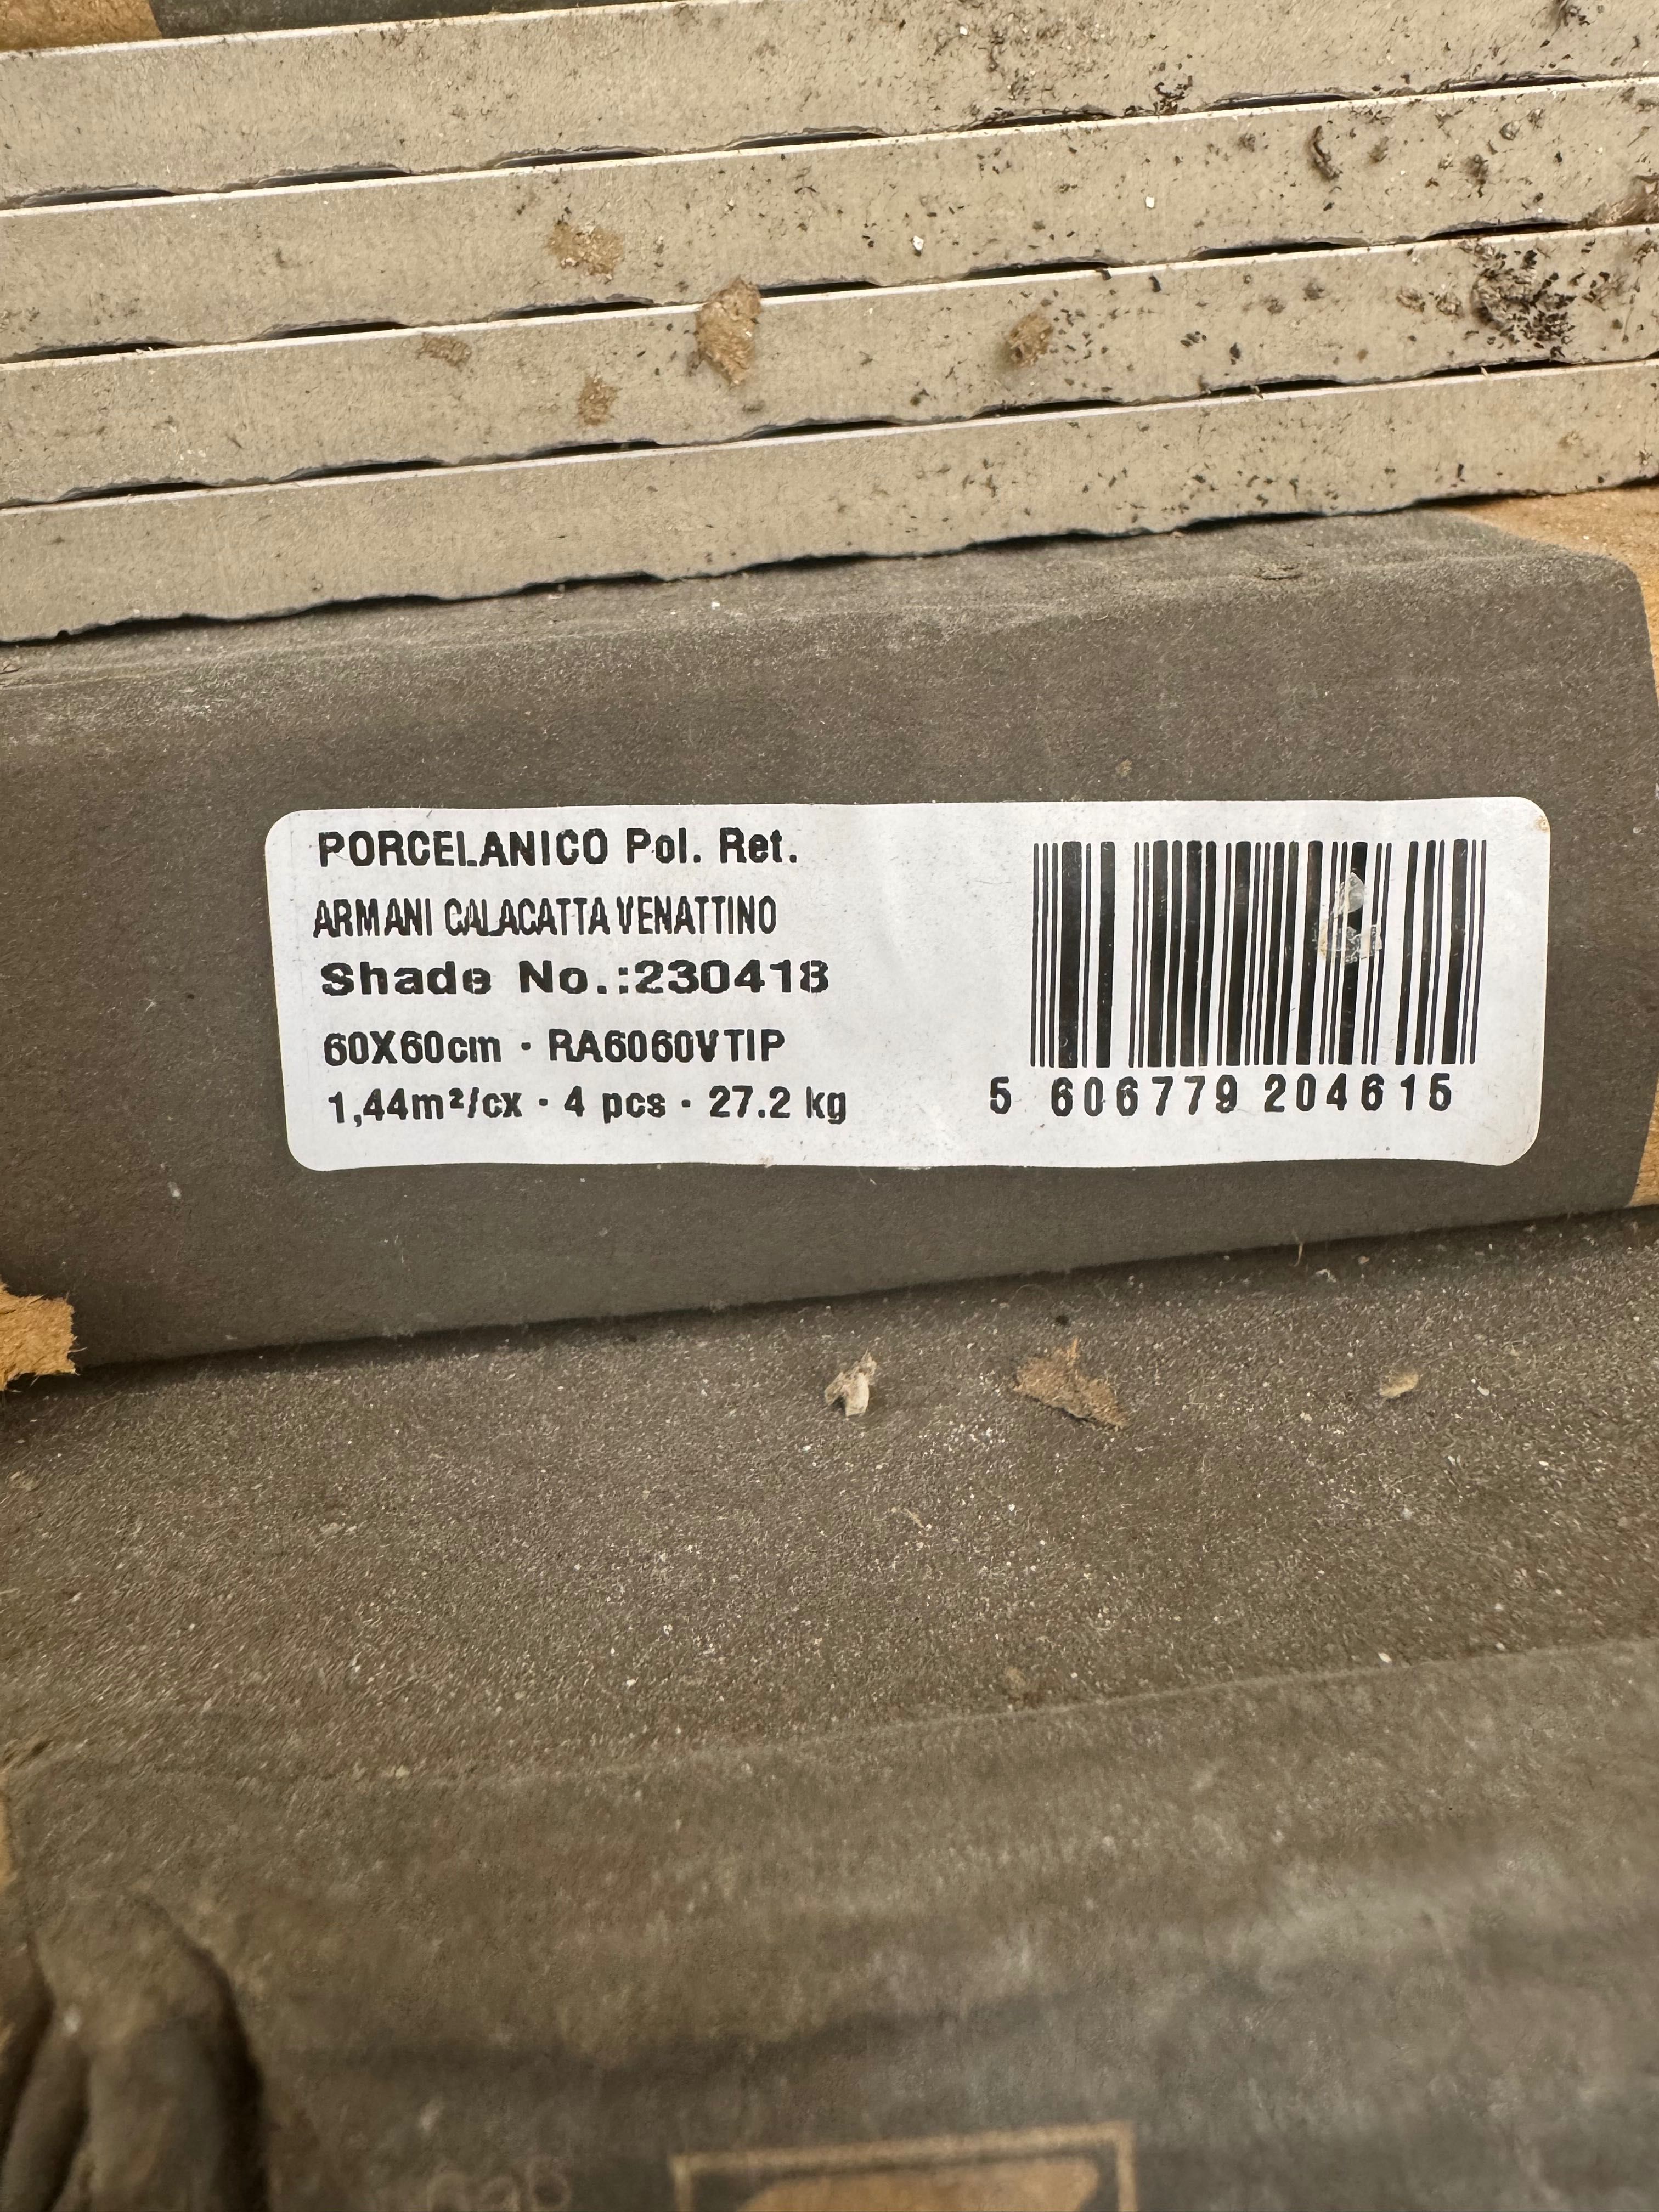 PORCELANICO Pol. Ret.
ARMANI CALACATTA VENATTINO
Shade No.:230418
60X60cm · RA6060VTIP
1,44m²/cx · 4 pcs · 27.2 kg
5 606779 204615